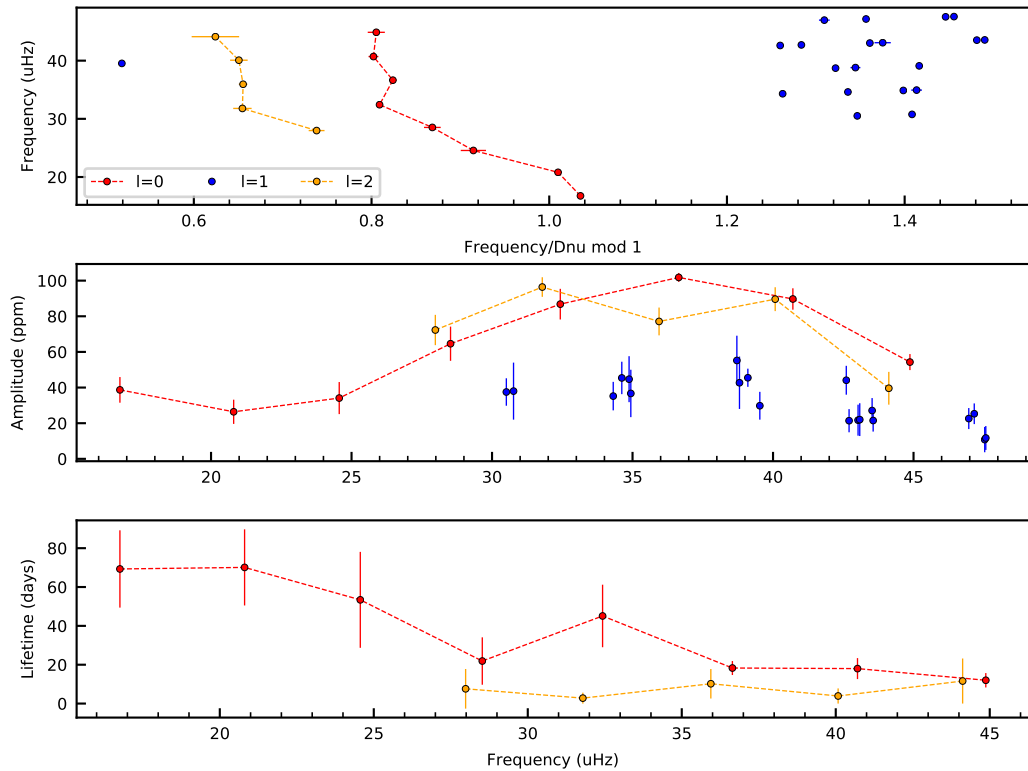 Frequency (uHz)
40
30
20
l=0 l=1 l=2
0.6 0.8 1.0 1.2 1.4
Frequency/Dnu mod 1
Amplitude (ppm)
100
80
60
40
20
0
20 25 30 35 40 45
Lifetime (days)
80
60
40
20
0
20 25 30 35 40 45
Frequency (uHz)